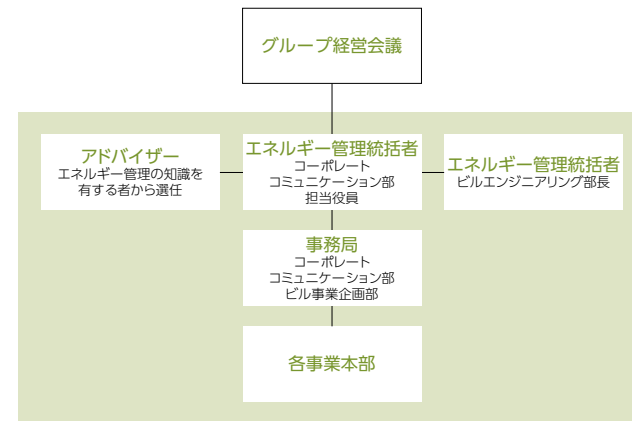 グループ経営会議
アドバイザー
エネルギー管理の知識を
有する者から選任
エネルギー管理統括者
コーポレート
コミュニケーション部
担当役員
エネルギー管理統括者
ビルエンジニアリング部長
事務局
コーポレート
コミュニケーション部
ビル事業企画部
各事業本部